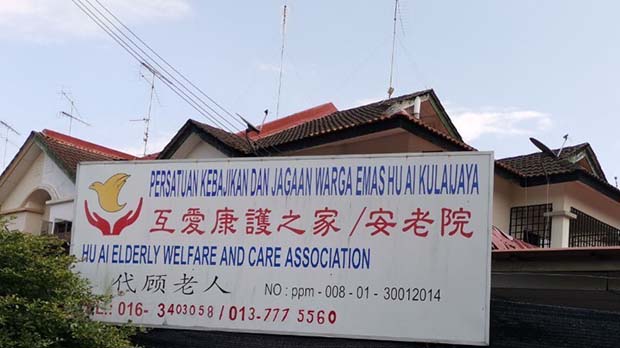 PERSATUAN KEBAJIKAN DAN JAGAAN WARGA EMAS HU AI KULAIJAYA
互愛康護之家/安老院
HU AI ELDERLY WELFARE AND CARE ASSOCIATION
代顾老人 NO : ppm - 008 - 01 - 30012014
TEL.: 016- 3403058 / 013-777 5560